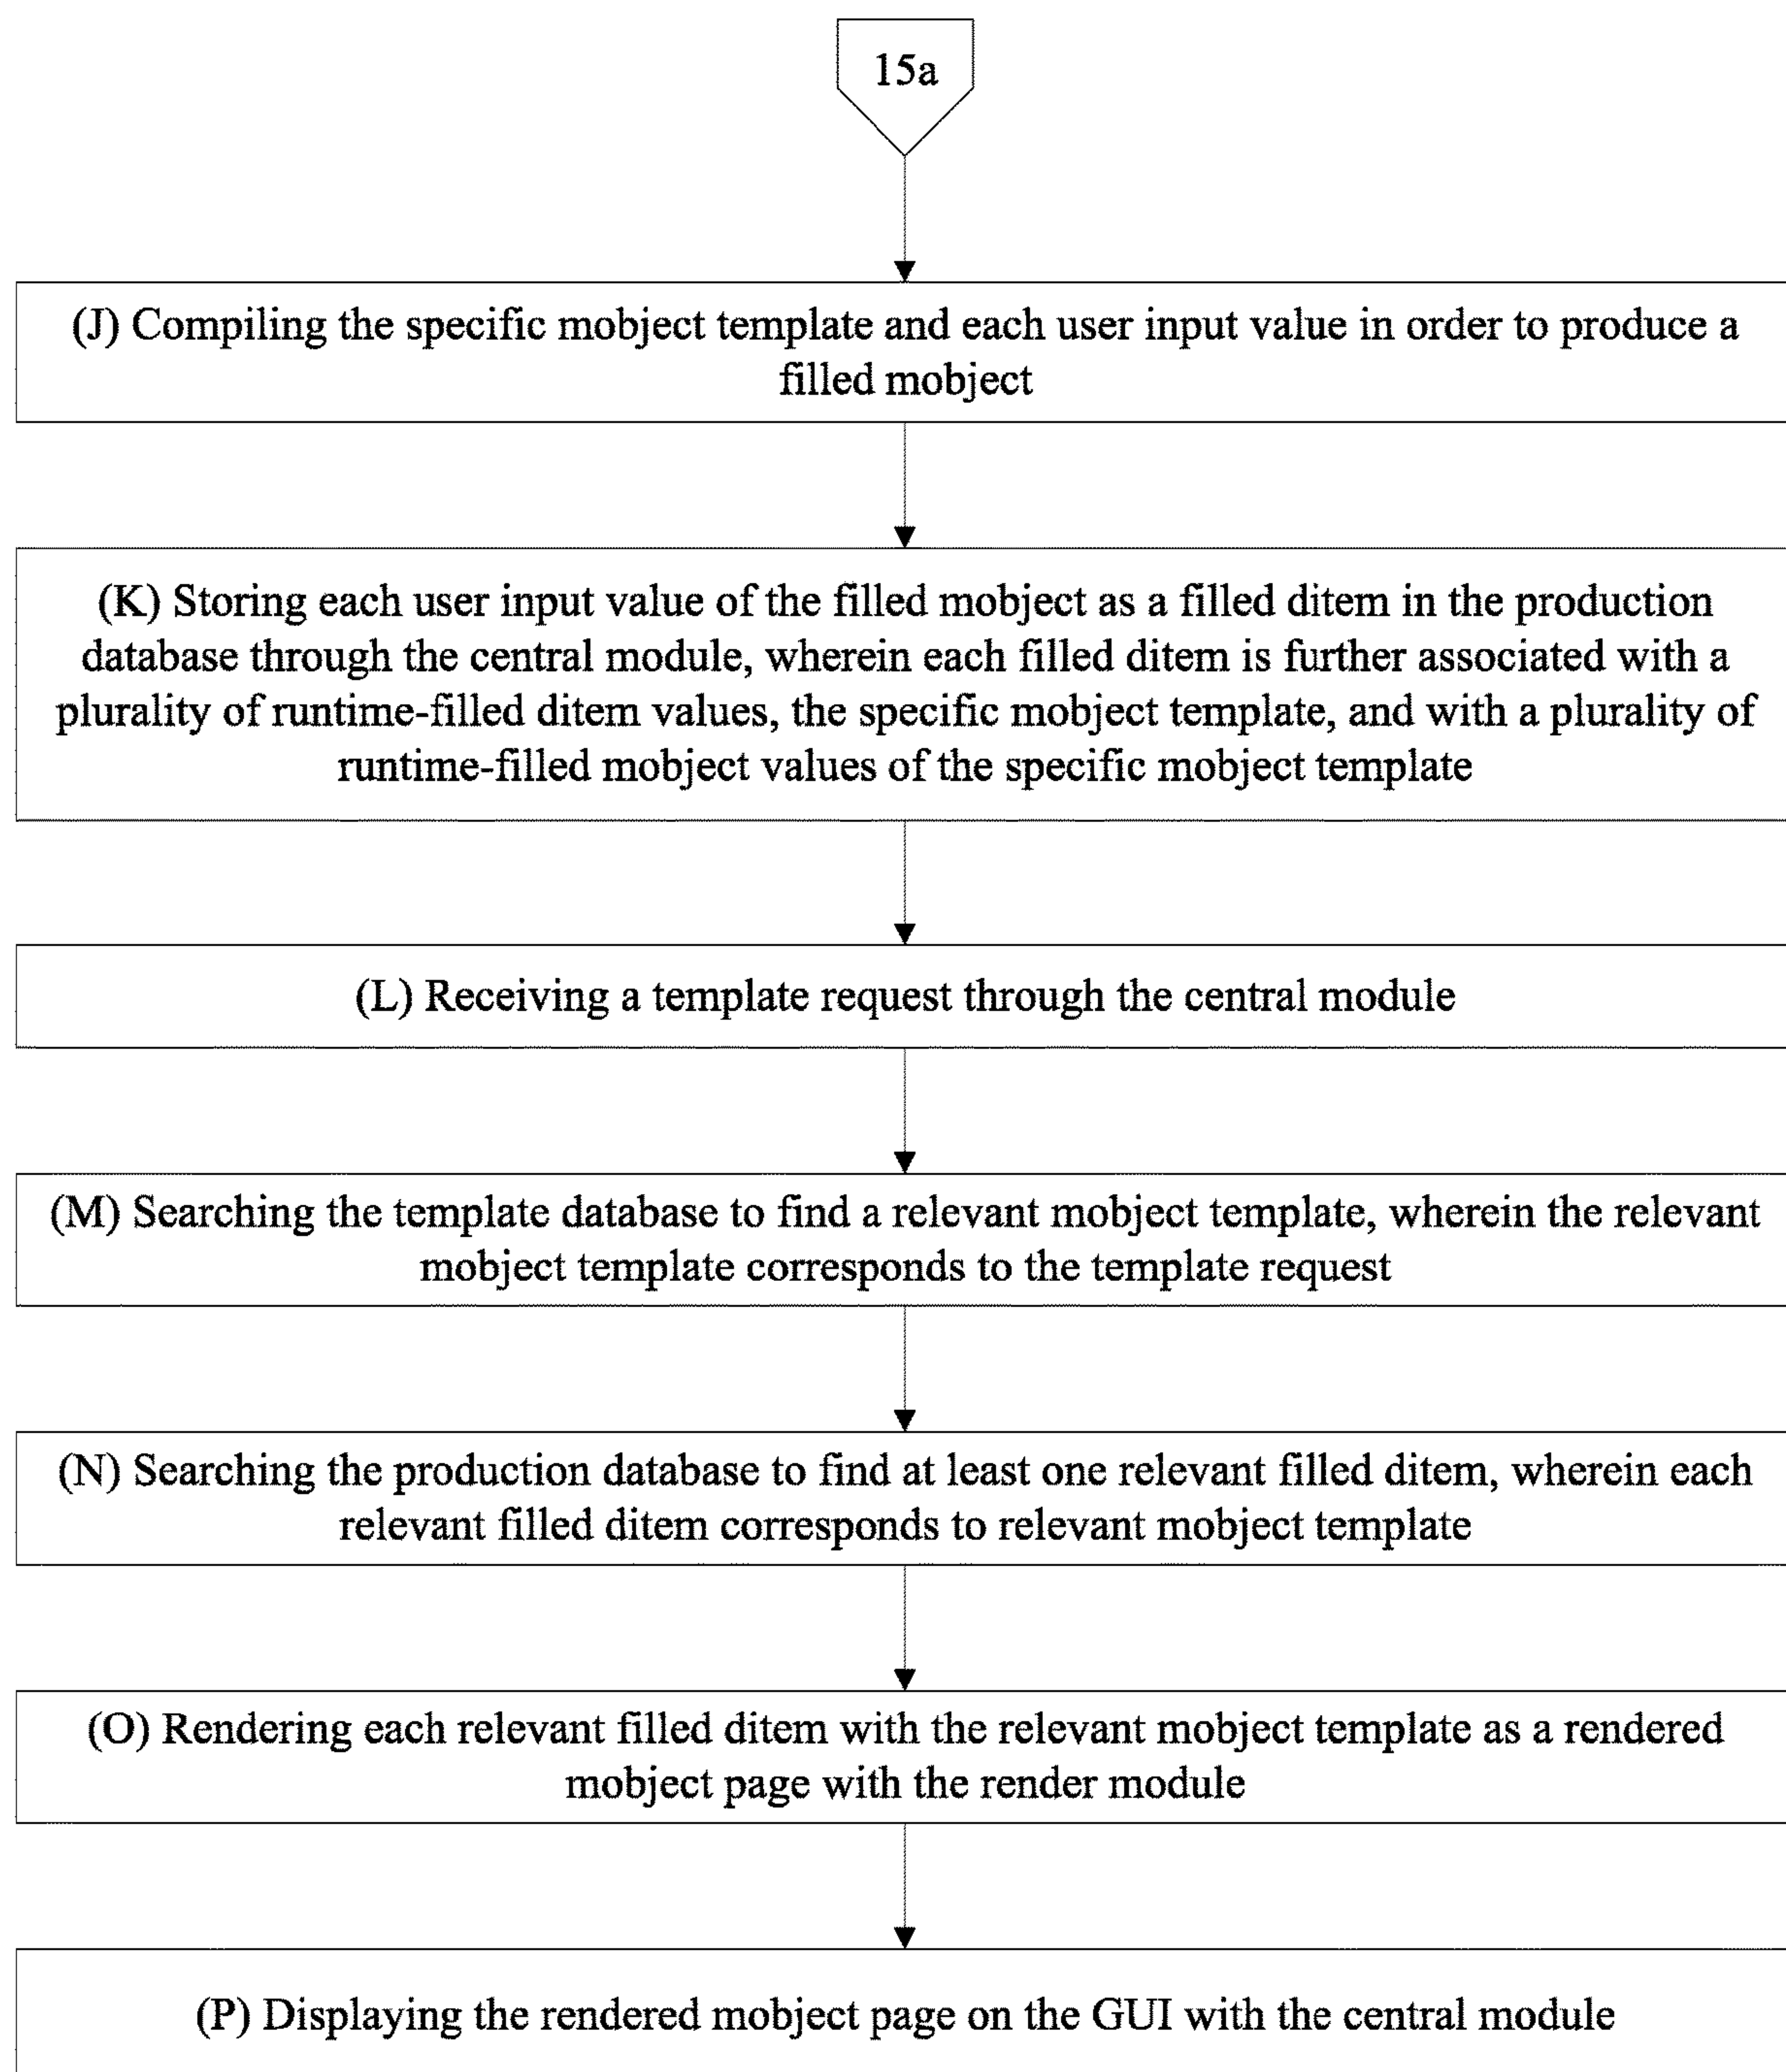 15a
(J) Compiling the specific mobject template and each user input value in order to produce a
filled mobject
(K) Storing each user input value of the filled mobject as a filled ditem in the production
database through the central module, wherein each filled ditem is further associated with a
plurality of runtime-filled ditem values, the specific mobject template, and with a plurality of
runtime-filled mobject values of the specific mobject template
(L) Receiving a template request through the central module
(M) Searching the template database to find a relevant mobject template, wherein the relevant
mobject template corresponds to the template request
(N) Searching the production database to find at least one relevant filled ditem, wherein each
relevant filled ditem corresponds to relevant mobject template
(O) Rendering each relevant filled ditem with the relevant mobject template as a rendered
mobject page with the render module
(P) Displaying the rendered mobject page on the GUI with the central module